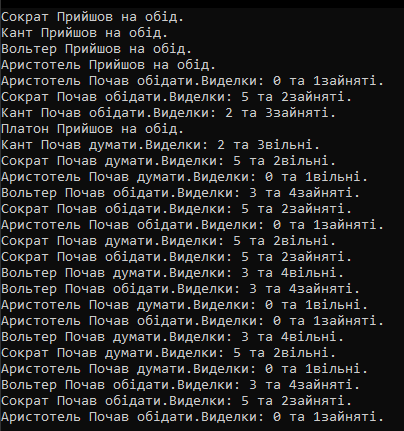 Сократ Прийшов на обід.
Кант Прийшов на обід.
Вольтер Прийшов на обід.
Аристотель Прийшов на обід.
Аристотель Почав обідати.Виделки: 0 та 1зайняті.
Сократ Почав обідати.Виделки: 5 та 2зайняті.
Кант Почав обідати.Виделки: 2 та 3зайняті.
Платон Прийшов на обід.
Кант Почав думати.Виделки: 2 та 3вільні.
Сократ Почав думати.Виделки: 5 та 2вільні.
Аристотель Почав думати.Виделки: 0 та 1вільні.
Вольтер Почав обідати.Виделки: 3 та 4зайняті.
Сократ Почав обідати.Виделки: 5 та 2зайняті.
Аристотель Почав обідати.Виделки: 0 та 1зайняті.
Сократ Почав думати.Виделки: 5 та 2вільні.
Сократ Почав обідати.Виделки: 5 та 2зайняті.
Вольтер Почав думати.Виделки: 3 та 4вільні.
Вольтер Почав обідати.Виделки: 3 та 4зайняті.
Аристотель Почав думати.Виделки: 0 та 1вільні.
Аристотель Почав обідати.Виделки: 0 та 1зайняті.
Вольтер Почав думати.Виделки: 3 та 4вільні.
Сократ Почав думати.Виделки: 5 та 2вільні.
Аристотель Почав думати.Виделки: 0 та 1вільні.
Вольтер Почав обідати.Виделки: 3 та 4зайняті.
Сократ Почав обідати.Виделки: 5 та 2зайняті.
Аристотель Почав обідати.Виделки: 0 та 1зайняті.